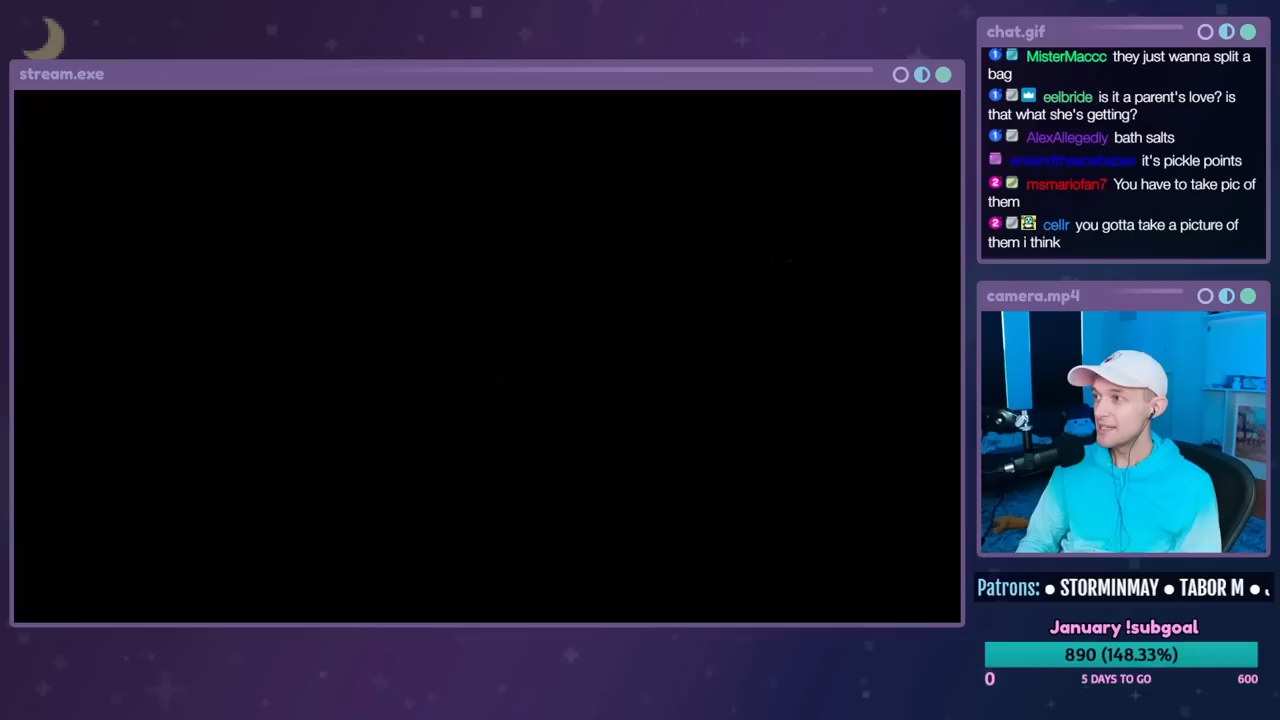 stream.exe
chat.gif
MisterMaccc they just wanna split a
bag
eelbride is it a parent's love? is
that what she's getting?
AlexAllegedly bath salts
it's pickle points
msmariofan7 You have to take pic of
them
cellr you gotta take a picture of
them i think
camera.mp4
Patrons: ● STORMINMAY ● TABOR M ●
January !subgoal
890 (148.33%)
0 5 DAYS TO GO 600